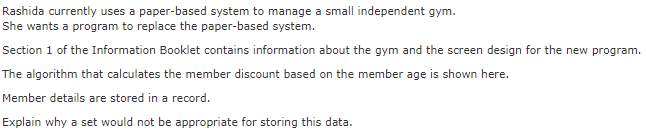 Rashida currently uses a paper-based system to manage a small independent gym.
She wants a program to replace the paper-based system.
Section 1 of the Information Booklet contains information about the gym and the screen design for the new program.
The algorithm that calculates the member discount based on the member age is shown here.
Member details are stored in a record.
Explain why a set would not be appropriate for storing this data.